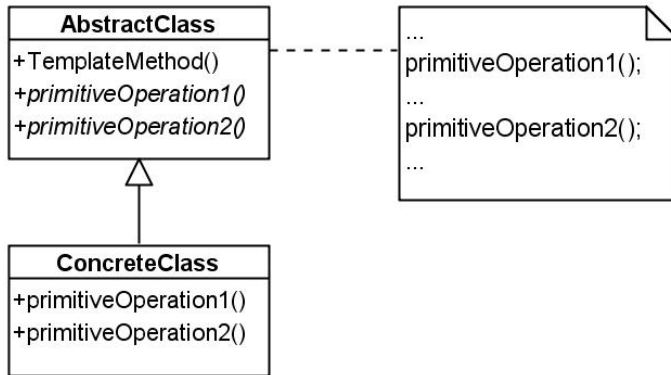 AbstractClass
+TemplateMethod()
+primitiveOperation1()
+primitiveOperation2()
...
primitiveOperation1();
...
primitiveOperation2();
...
ConcreteClass
+primitiveOperation1()
+primitiveOperation2()